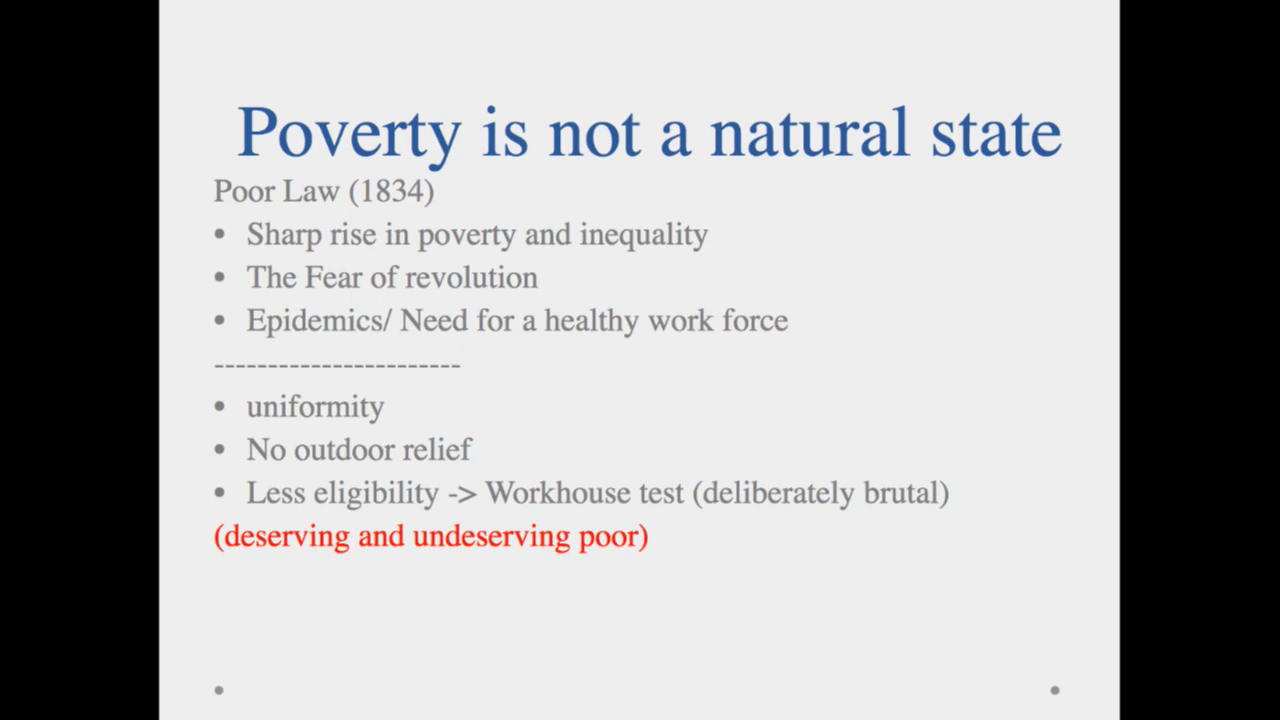 Poverty is not a natural state
Poor Law (1834)
• Sharp rise in poverty and inequality
• The Fear of revolution
• Epidemics/ Need for a healthy work force
-----------------------
• uniformity
• No outdoor relief
• Less eligibility -> Workhouse test (deliberately brutal)
(deserving and undeserving poor)